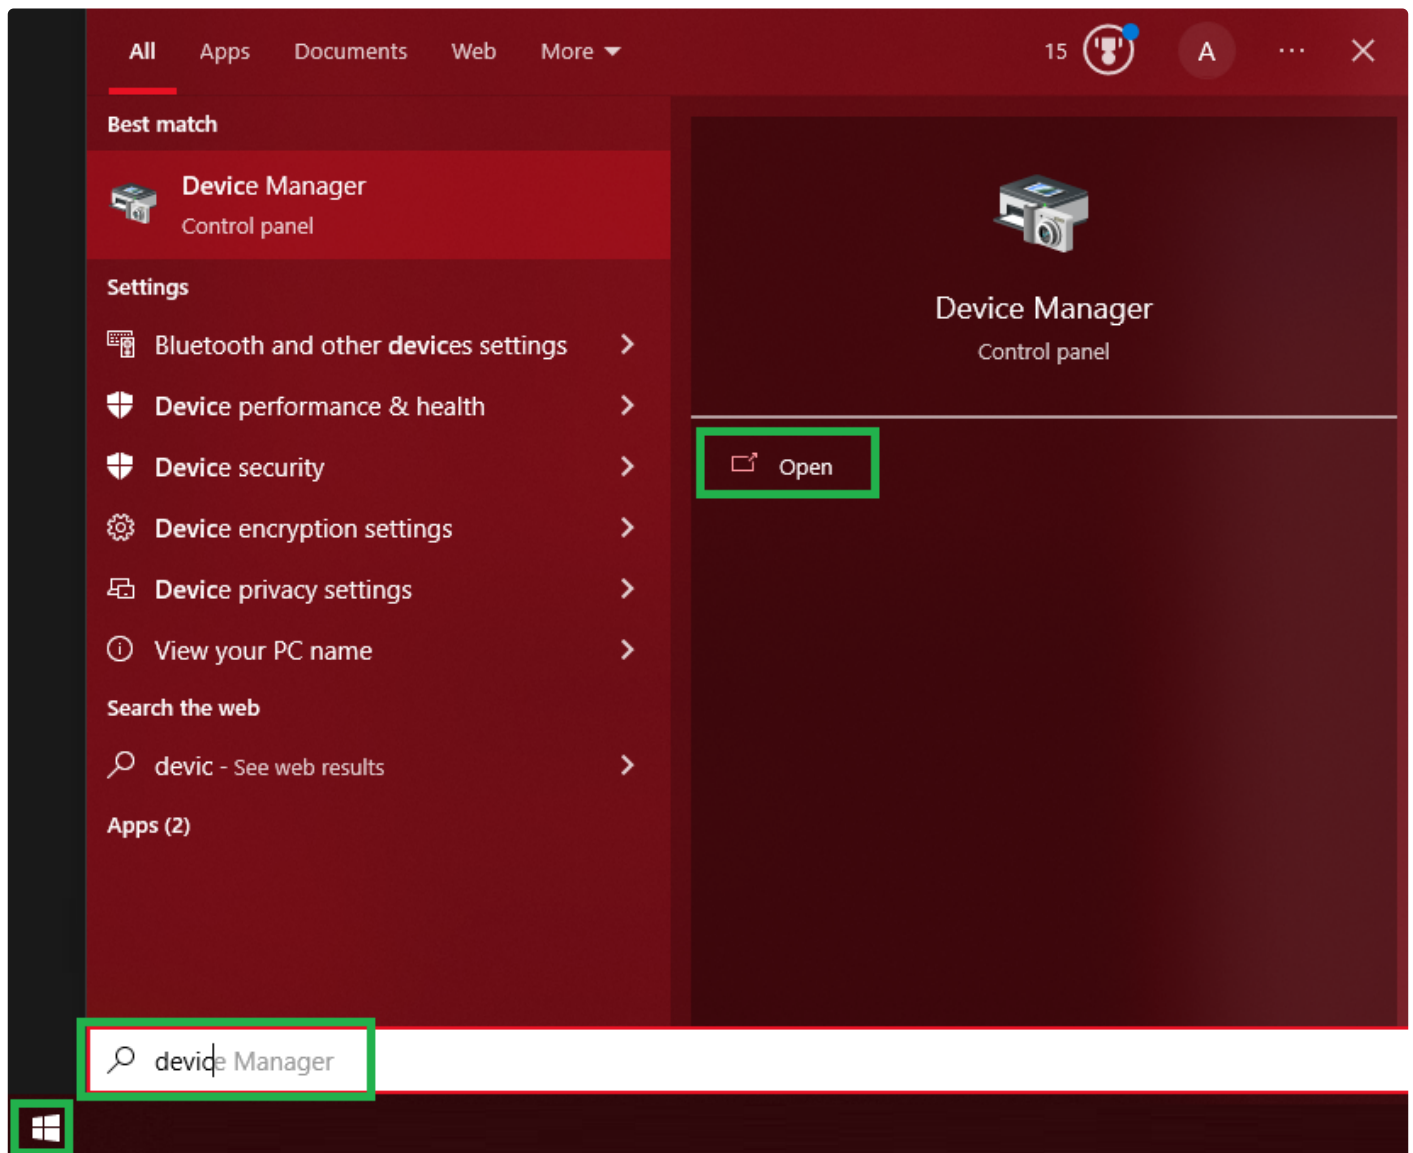 All Apps Documents Web More 15 A ...
Best match
Device Manager
Control panel
Settings
Bluetooth and other devices settings
Device performance & health
Device security
Device encryption settings
Device privacy settings
View your PC name
Search the web
devic - See web results
Apps (2)
Device Manager
Control panel
Open
device Manager